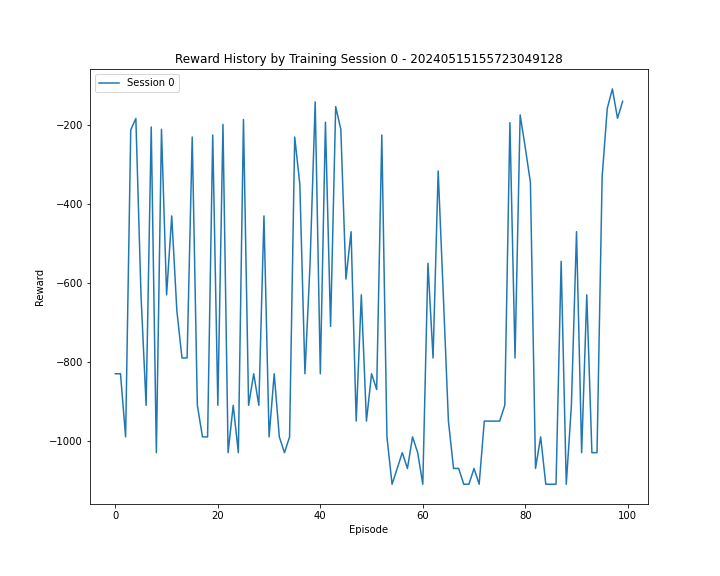 Reward History by Training Session 0 - 20240515155723049128
Session 0
−200
−400
−600
−800
−1000
Reward
0 20 40 60 80 100
Episode